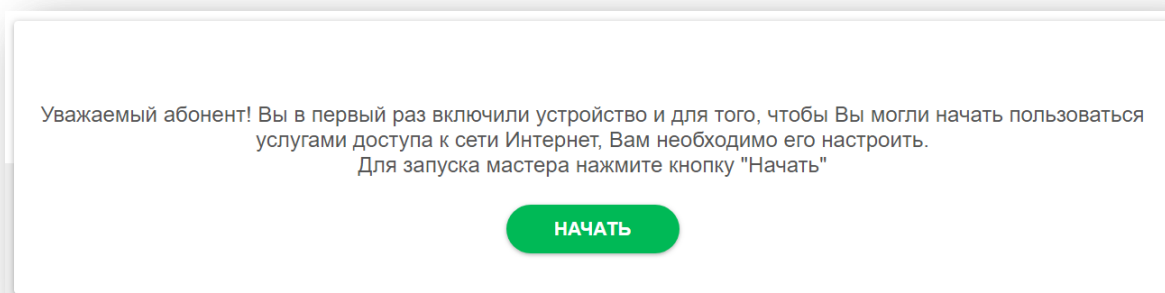 Уважаемый абонент! Вы в первый раз включили устройство и для того, чтобы Вы могли начать пользоваться
услугами доступа к сети Интернет, Вам необходимо его настроить.
Для запуска мастера нажмите кнопку "Начать"
НАЧАТЬ